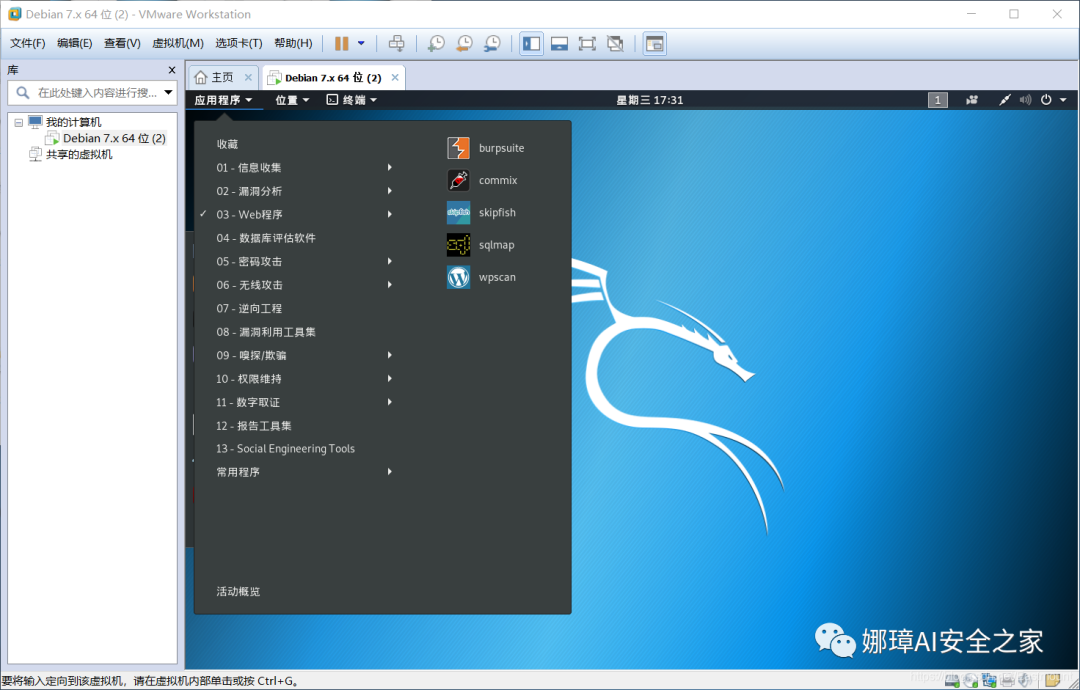 Debian 7.x 64 位 (2) - VMware Workstation
文件(F) 编辑(E) 查看(V) 虚拟机(M) 选项卡(T) 帮助(H)
库
在此处键入内容进行搜...
我的计算机
Debian 7.x 64 位 (2)
共享的虚拟机
主页
Debian 7.x 64 位 (2)
应用程序 位置 终端 星期三 17:31 1
收藏
01 - 信息收集
02 - 漏洞分析
03 - Web程序
04 - 数据库评估软件
05 - 密码攻击
06 - 无线攻击
07 - 逆向工程
08 - 漏洞利用工具集
09 - 嗅探/欺骗
10 - 权限维持
11 - 数字取证
12 - 报告工具集
13 - Social Engineering Tools
常用程序
活动概览
burpsuite
commix
skipfish
sqlmap
wpscan
娜璋AI安全之家
要将输入定向到该虚拟机，请在虚拟机内部单击或按 Ctrl+G。